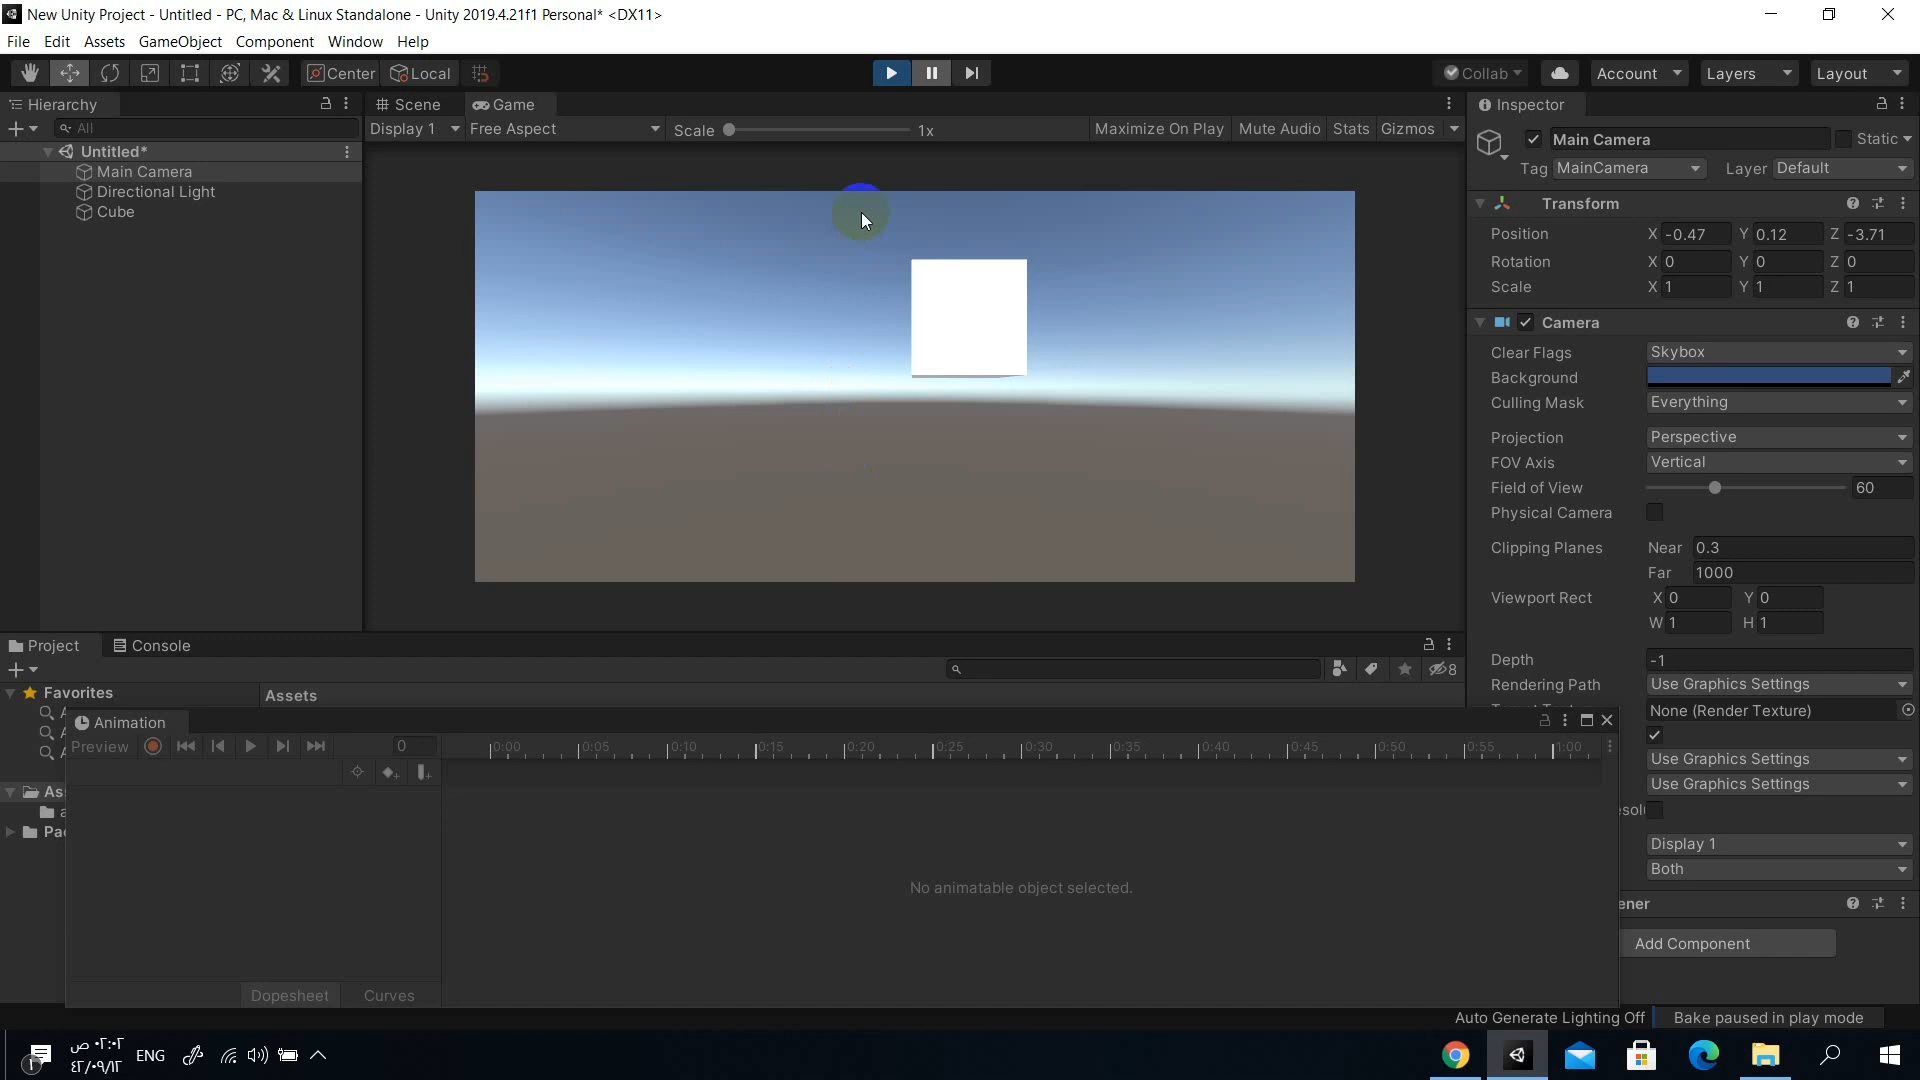 New Unity Project - Untitled - PC, Mac & Linux Standalone - Unity 2019.4.21f1 Personal* <DX11>
File Edit Assets GameObject Component Window Help
Center Local Collab Account Layers Layout
Hierarchy
All
Untitled*
Main Camera
Directional Light
Cube
Scene Game
Display 1 Free Aspect Scale 1x Maximize On Play Mute Audio Stats Gizmos
Inspector
Main Camera Static
Tag MainCamera Layer Default
Transform
Position X -0.47 Y 0.12 Z -3.71
Rotation X 0 Y 0 Z 0
Scale X 1 Y 1 Z 1
Camera
Clear Flags Skybox
Background
Culling Mask Everything
Projection Perspective
FOV Axis Vertical
Field of View 60
Physical Camera
Clipping Planes Near 0.3
Far 1000
Viewport Rect X 0 Y 0
W 1 H 1
Depth -1
Rendering Path Use Graphics Settings
None (Render Texture)
Use Graphics Settings
Use Graphics Settings
Display 1
Both
Add Component
Project Console
8
Favorites
Assets
Animation
Preview 0
0:00 0:05 0:10 0:15 0:20 0:25 0:30 0:35 0:40 0:45 0:50 0:55 1:00
No animatable object selected.
Dopesheet Curves
Auto Generate Lighting Off Bake paused in play mode
ENG